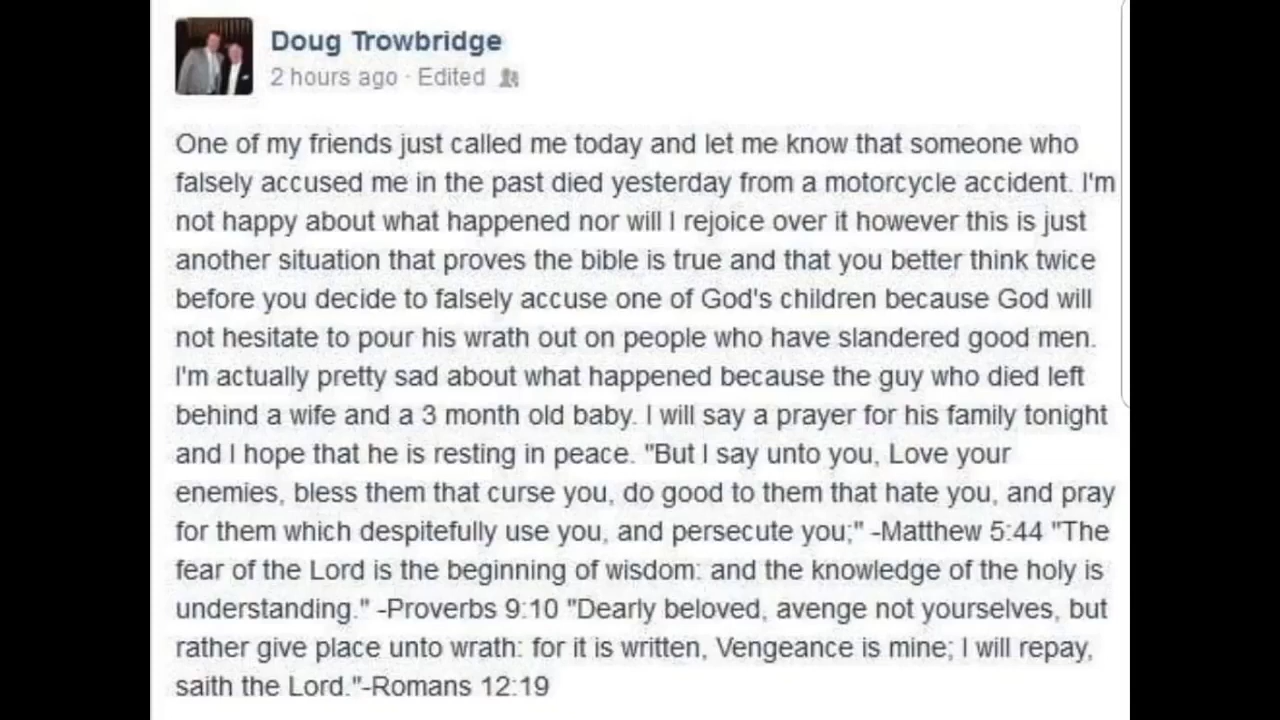 Doug Trowbridge
2 hours ago · Edited
One of my friends just called me today and let me know that someone who
falsely accused me in the past died yesterday from a motorcycle accident. I'm
not happy about what happened nor will I rejoice over it however this is just
another situation that proves the bible is true and that you better think twice
before you decide to falsely accuse one of God's children because God will
not hesitate to pour his wrath out on people who have slandered good men.
I'm actually pretty sad about what happened because the guy who died left
behind a wife and a 3 month old baby. I will say a prayer for his family tonight
and I hope that he is resting in peace. "But I say unto you, Love your
enemies, bless them that curse you, do good to them that hate you, and pray
for them which despitefully use you, and persecute you;" -Matthew 5:44 "The
fear of the Lord is the beginning of wisdom: and the knowledge of the holy is
understanding." -Proverbs 9:10 "Dearly beloved, avenge not yourselves, but
rather give place unto wrath: for it is written, Vengeance is mine; I will repay,
saith the Lord."-Romans 12:19